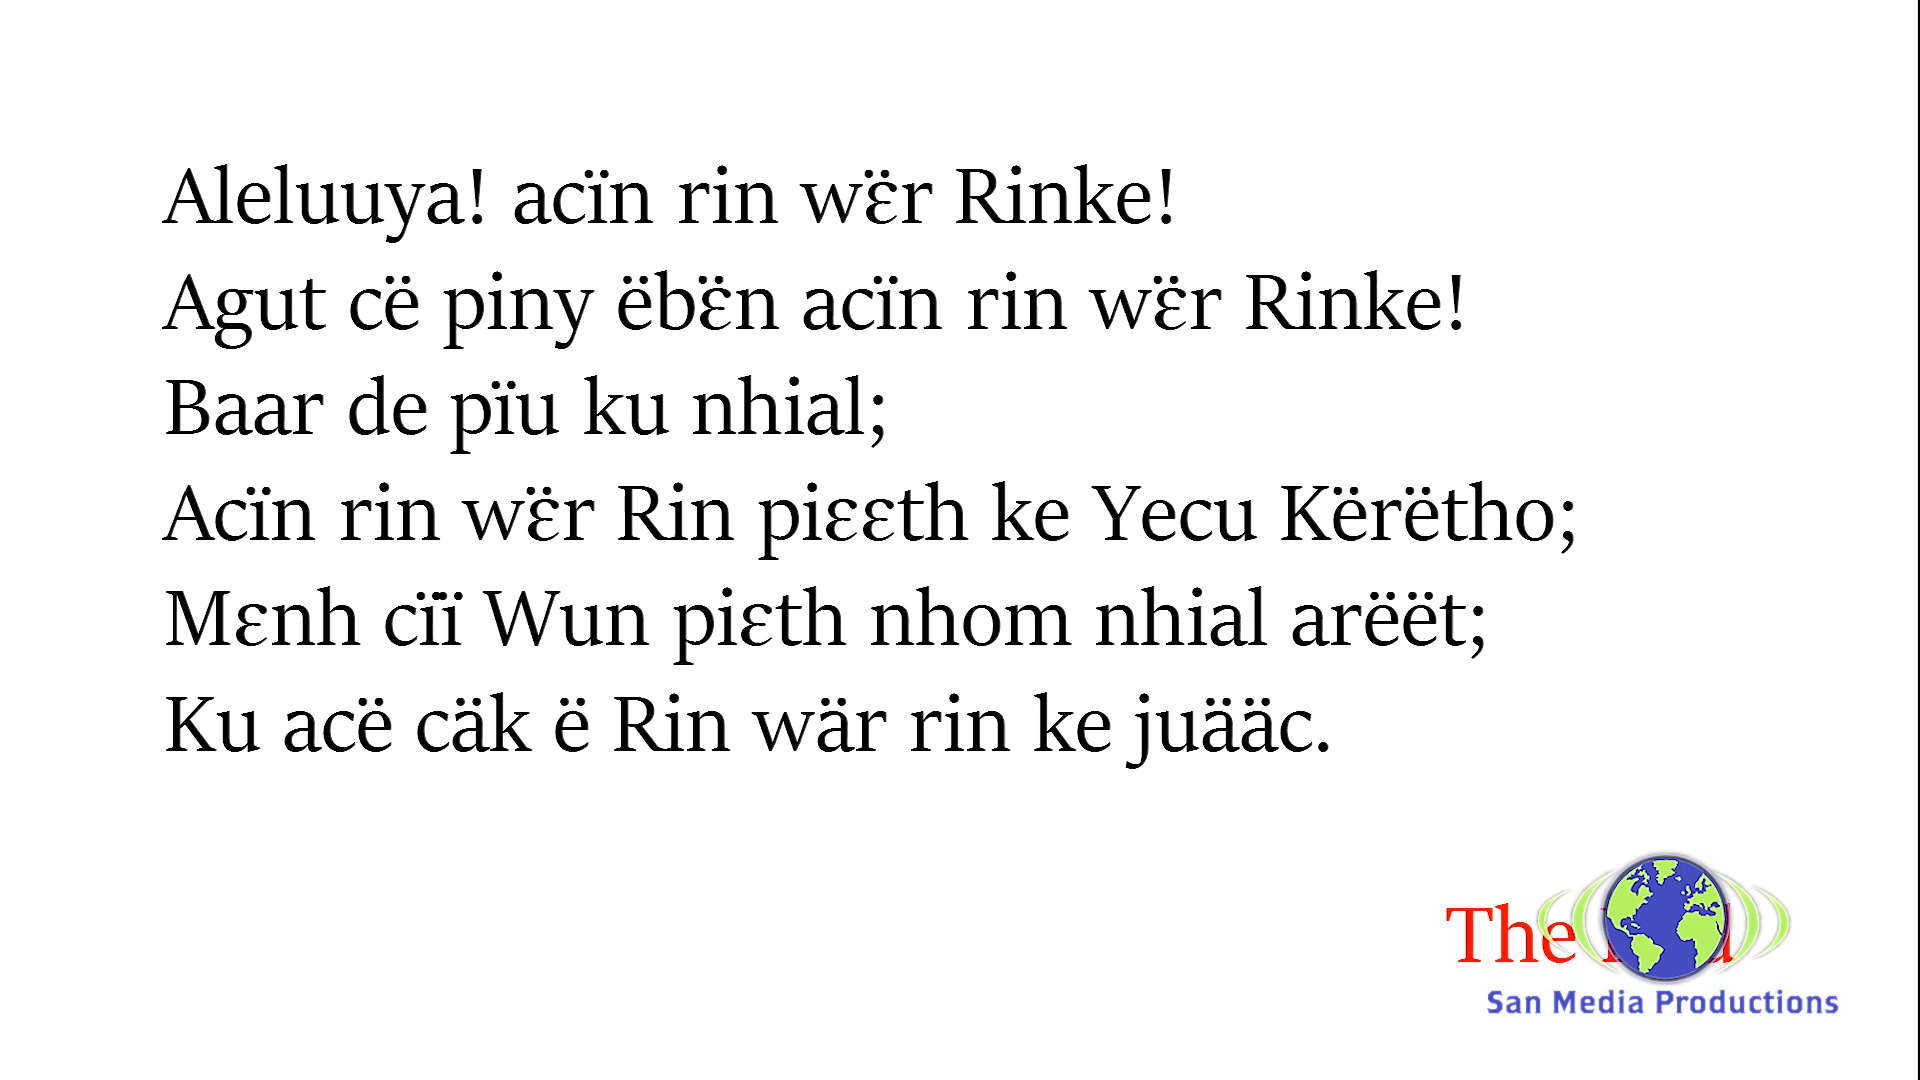 Aleluuya! acïn rin wɛ̈r Rinke!
Agut cë piny ëbɛ̈n acïn rin wɛ̈r Rinke!
Baar de pïu ku nhial;
Acïn rin wɛ̈r Rin piɛɛth ke Yecu Kërëtho;
Mɛnh cïï Wun piɛth nhom nhial arëët;
Ku acë cäk ë Rin wär rin ke juääc.
The
San Media Productions